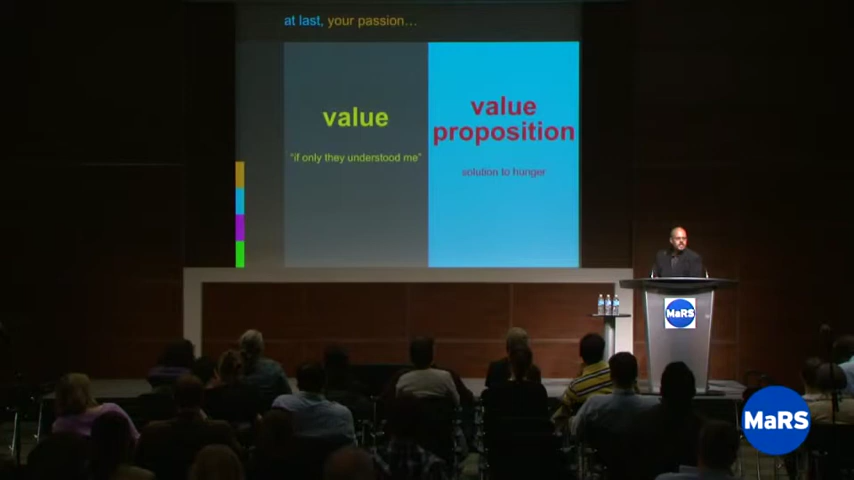 at last, your passion...
value
"if only they understood me"
value
proposition
solution to hunger
MaRS
MaRS